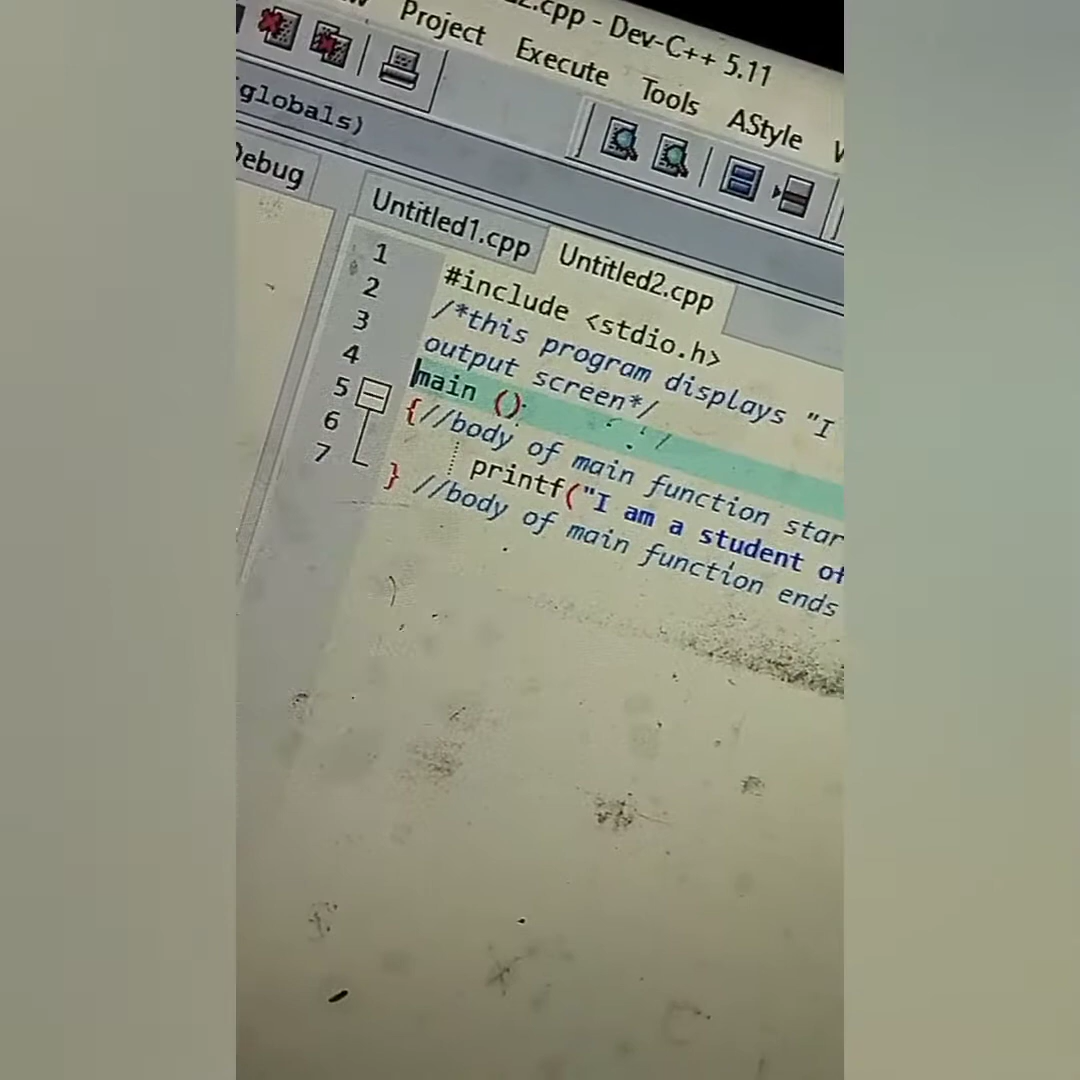 .cpp - Dev-C++ 5.11
Project Execute Tools AStyle
globals)
Debug
Untitled1.cpp Untitled2.cpp
1 #include <stdio.h>
2 /*this program displays "I
3 output screen*/
4 main ()
5 {//body of main function star
6 printf("I am a student of
7 } //body of main function ends